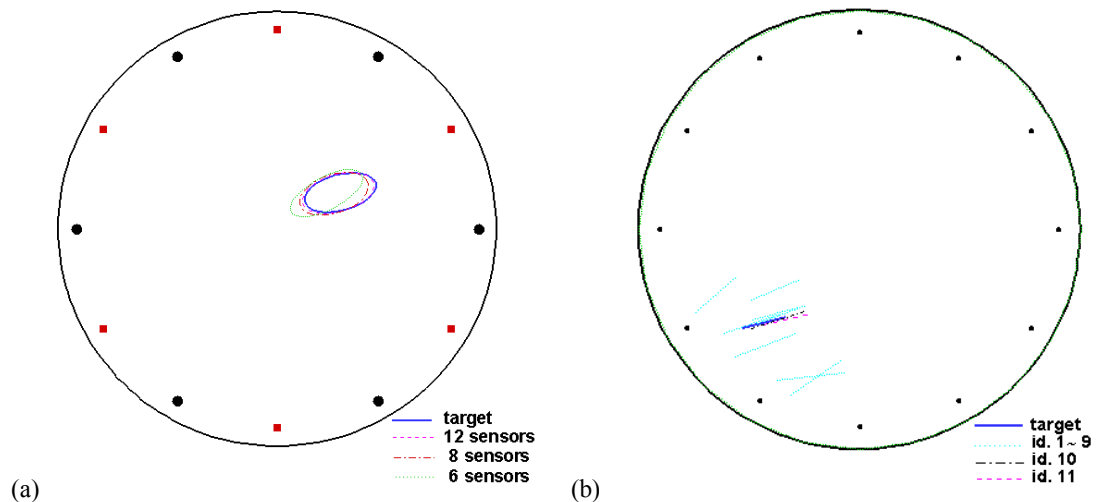 target
12 sensors
8 sensors
6 sensors
(a)
target
id. 1~ 9
id. 10
id. 11
(b)